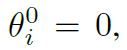 θ_i^0 = 0,